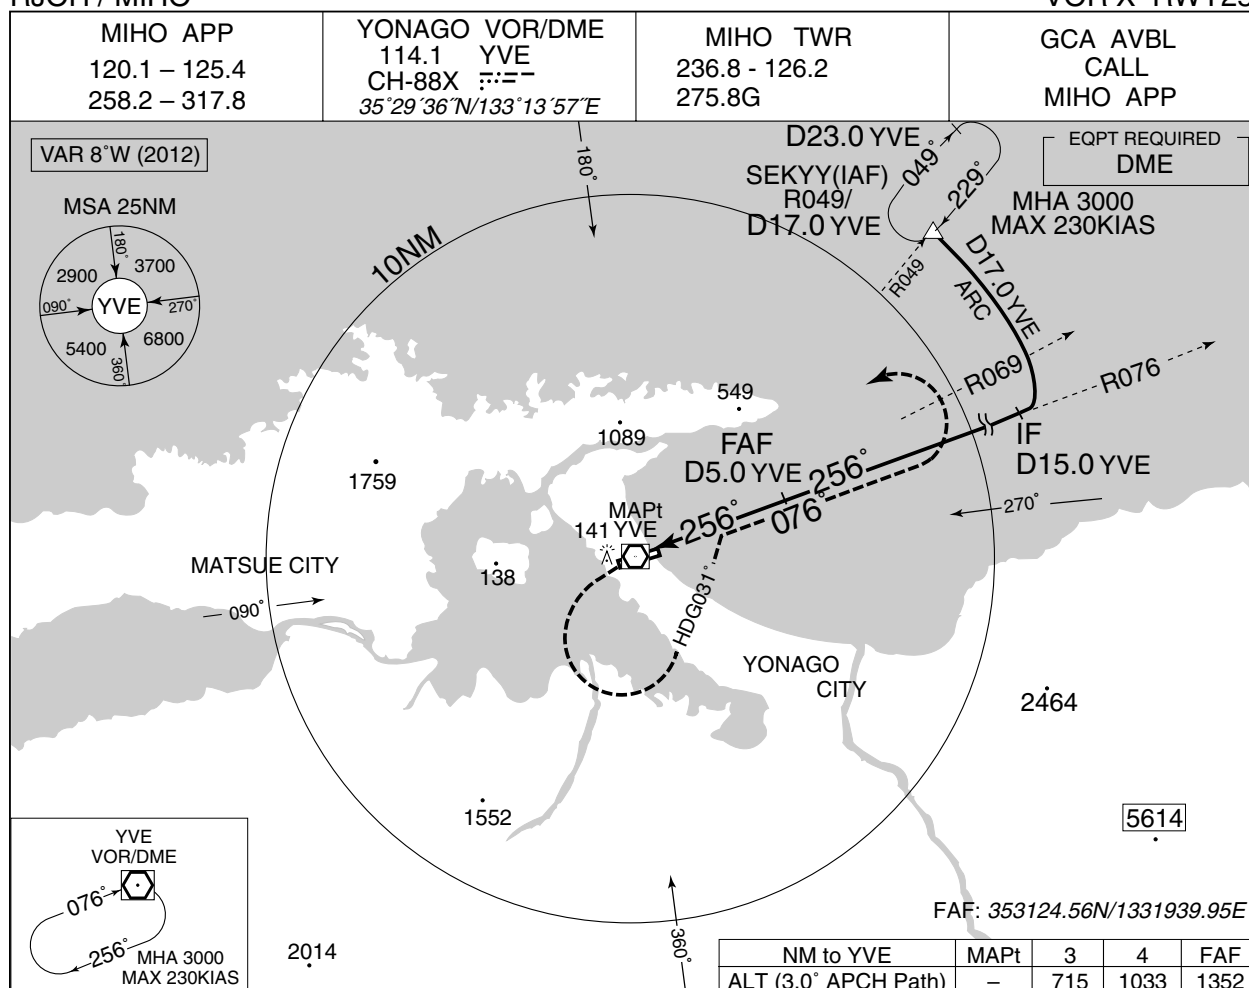 MIHO APP
120.1 – 125.4
258.2 – 317.8
YONAGO VOR/DME
114.1 YVE
CH-88X
35°29´36˝N/133°13´57˝E
MIHO TWR
236.8 - 126.2
275.8G
GCA AVBL
CALL
MIHO APP
VAR 8°W (2012)
MSA 25NM
180°
2900
3700
090°
YVE
270°
5400
6800
360°
180°
10NM
D23.0 YVE
SEKYY(IAF)
R049/
D17.0 YVE
049°
229°
EQPT REQUIRED
DME
MHA 3000
MAX 230KIAS
R049
D17.0 YVE
ARC
R069
R076
549
1089
1759
FAF
D5.0 YVE
256°
IF
D15.0 YVE
076°
256°
270°
MAPt
141 YVE
138
MATSUE CITY
090°
HDG031°
YONAGO
CITY
2464
1552
5614
YVE
VOR/DME
076°
256°
MHA 3000
MAX 230KIAS
2014
360°
FAF: 353124.56N/1331939.95E
NM to YVE MAPt 3 4 FAF
ALT (3.0° APCH Path) – 715 1033 1352